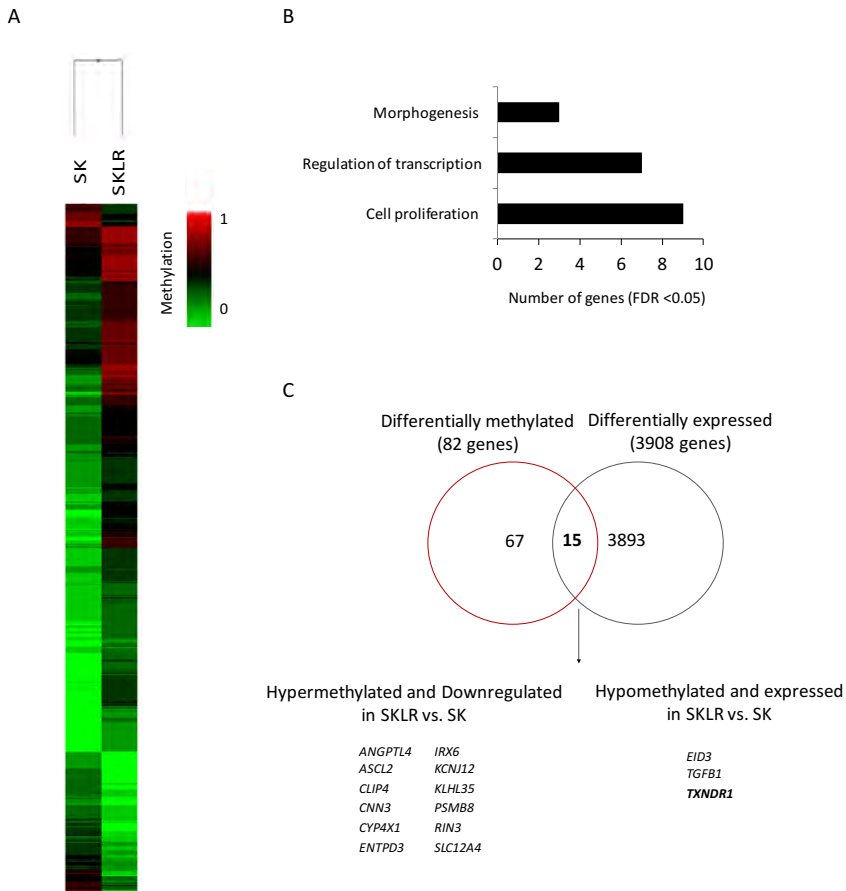 A
SK
SKLR
Methylation
1
0
B
Morphogenesis
Regulation of transcription
Cell proliferation
0 2 4 6 8 10
Number of genes (FDR <0.05)
C
Differentially methylated
(82 genes)
Differentially expressed
(3908 genes)
67
15
3893
Hypermethylated and Downregulated
in SKLR vs. SK
ANGPTL4 IRX6
ASCL2 KCNJ12
CLIP4 KLHL35
CNN3 PSMB8
CYP4X1 RIN3
ENTPD3 SLC12A4
Hypomethylated and expressed
in SKLR vs. SK
EID3
TGFB1
TXNDR1